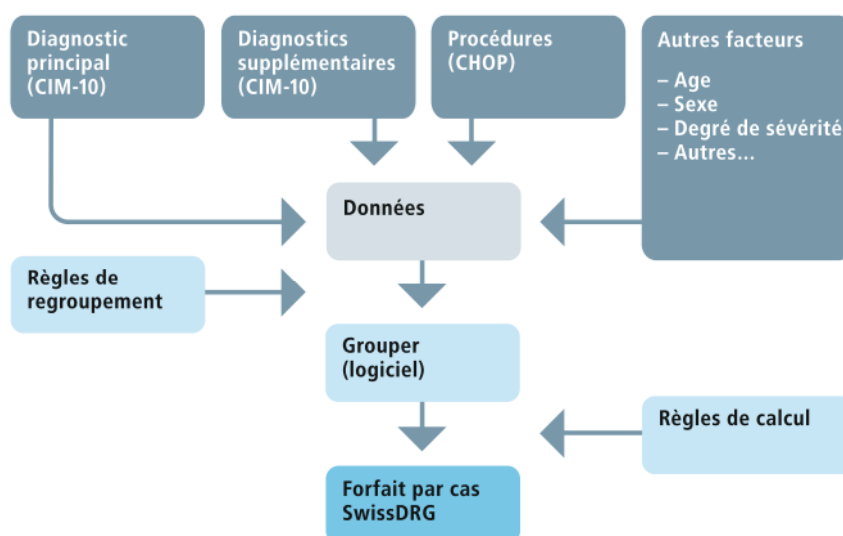 Diagnostic
principal
(CIM-10)
Diagnostics
supplémentaires
(CIM-10)
Procédures
(CHOP)
Autres facteurs
– Age
– Sexe
– Degré de sévérité
– Autres...
Données
Règles de
regroupement
Grouper
(logiciel)
Règles de calcul
Forfait par cas
SwissDRG